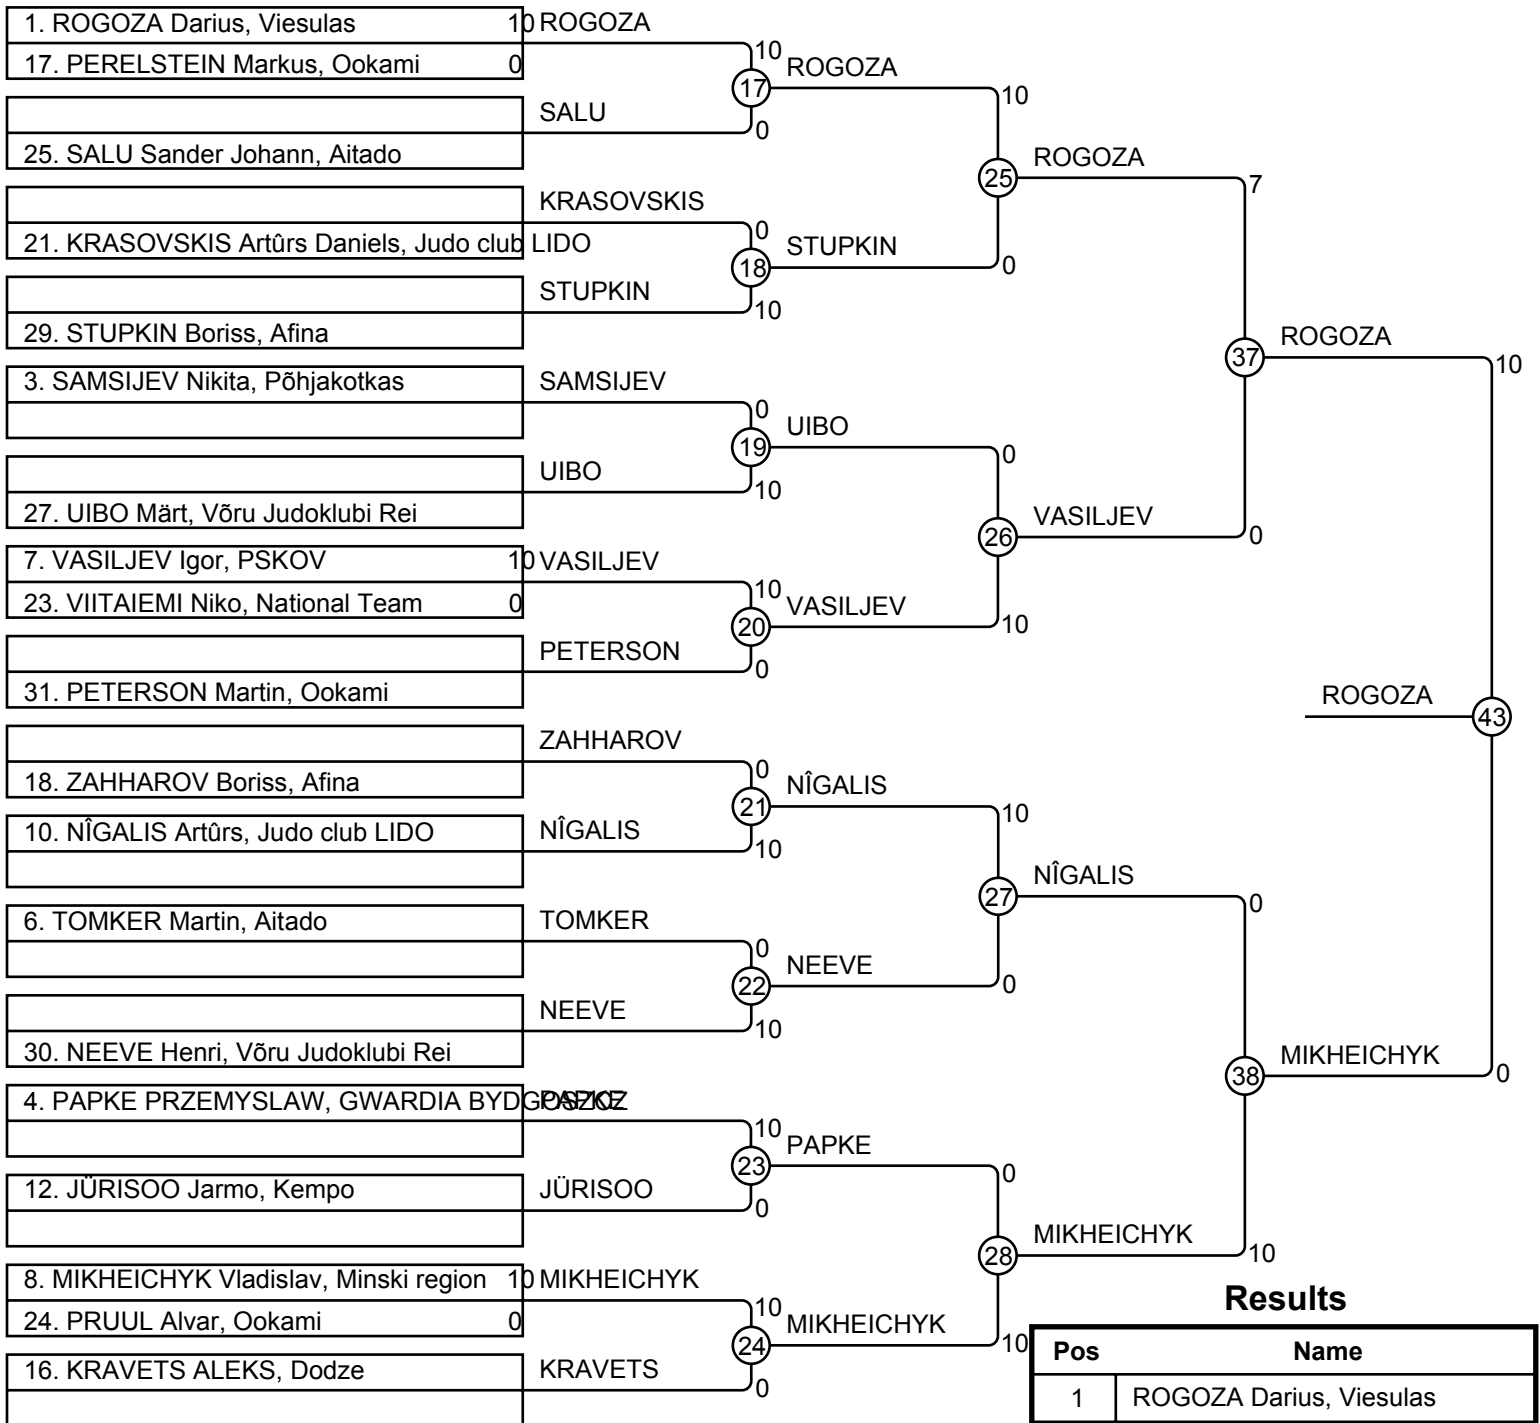 1. ROGOZA Darius, Viesulas 10 ROGOZA
17. PERELSTEIN Markus, Ookami 0
10
17
ROGOZA
SALU
0
25. SALU Sander Johann, Aitado
10
25
ROGOZA
KRASOVSKIS
21. KRASOVSKIS Artûrs Daniels, Judo club LIDO
0
18
STUPKIN
0
STUPKIN
10
29. STUPKIN Boriss, Afina
7
37
ROGOZA
10
3. SAMSIJEV Nikita, Põhjakotkas SAMSIJEV
0
19
UIBO
0
UIBO
10
27. UIBO Märt, Võru Judoklubi Rei
26
VASILJEV
0
7. VASILJEV Igor, PSKOV 10 VASILJEV
23. VIITAIEMI Niko, National Team 0
10
20
VASILJEV
10
PETERSON
0
31. PETERSON Martin, Ookami
ROGOZA
43
ZAHHAROV
18. ZAHHAROV Boriss, Afina
0
21
NÎGALIS
10
10. NÎGALIS Artûrs, Judo club LIDO NÎGALIS
10
27
NÎGALIS
0
6. TOMKER Martin, Aitado TOMKER
0
22
NEEVE
0
NEEVE
10
30. NEEVE Henri, Võru Judoklubi Rei
38
MIKHEICHYK
0
4. PAPKE PRZEMYSLAW, GWARDIA BYDGOSZOZ PAPKE
10
23
PAPKE
0
12. JÜRISOO Jarmo, Kempo JÜRISOO
0
28
MIKHEICHYK
10
8. MIKHEICHYK Vladislav, Minski region 10 MIKHEICHYK
24. PRUUL Alvar, Ookami 0
10
24
MIKHEICHYK
10
16. KRAVETS ALEKS, Dodze KRAVETS
0
Results
Pos Name
1 ROGOZA Darius, Viesulas